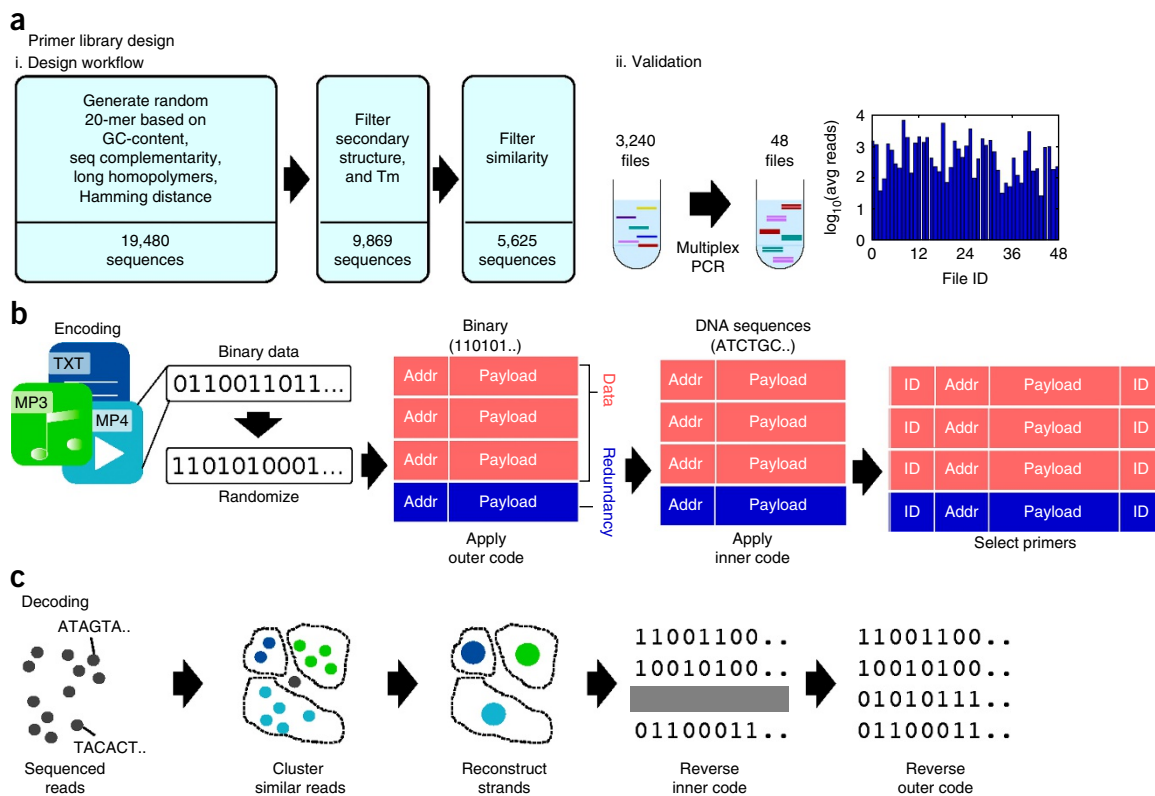 a
Primer library design
i. Design workflow
Generate random
20-mer based on
GC-content,
seq complementarity,
long homopolymers,
Hamming distance
19,480
sequences
Filter
secondary
structure,
and Tm
9,869
sequences
Filter
similarity
5,625
sequences
ii. Validation
3,240
files
Multiplex
PCR
48
files
log10(avg reads)
4
3
2
1
0
0 12 24 36 48
File ID
b
Encoding
TXT
MP3
MP4
Binary data
0110011011...
1101010001...
Randomize
Binary
(110101..)
Addr Payload
Addr Payload
Addr Payload
Addr Payload
Data
Redundancy
Apply
outer code
DNA sequences
(ATCTGC..)
Addr Payload
Addr Payload
Addr Payload
Addr Payload
Apply
inner code
ID Addr Payload ID
ID Addr Payload ID
ID Addr Payload ID
ID Addr Payload ID
Select primers
c
Decoding
ATAGTA..
TACACT..
Sequenced
reads
Cluster
similar reads
Reconstruct
strands
11001100..
10010100..
01100011..
Reverse
inner code
11001100..
10010100..
01010111..
01100011..
Reverse
outer code